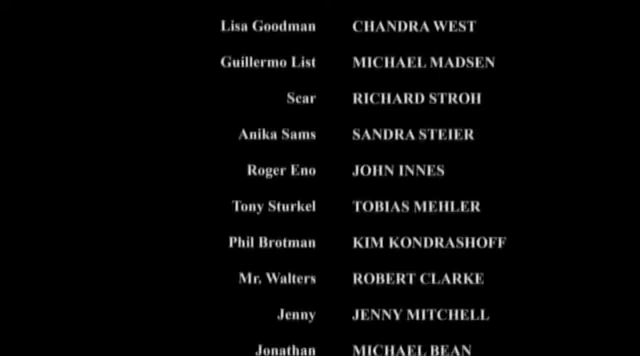 Lisa Goodman CHANDRA WEST
Guillermo List MICHAEL MADSEN
Scar RICHARD STROH
Anika Sams SANDRA STEIER
Roger Eno JOHN INNES
Tony Sturkel TOBIAS MEHLER
Phil Brotman KIM KONDRASHOFF
Mr. Walters ROBERT CLARKE
Jenny JENNY MITCHELL
Jonathan MICHAEL BEAN